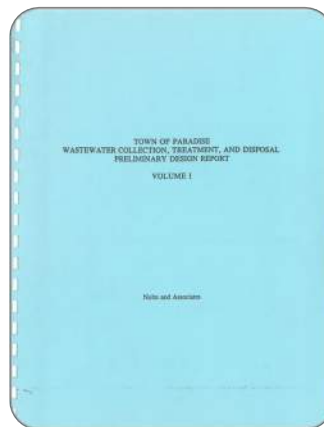 TOWN OF PARADISE
WASTEWATER COLLECTION, TREATMENT, AND DISPOSAL
PRELIMINARY DESIGN REPORT
VOLUME I
Nolte and Associates